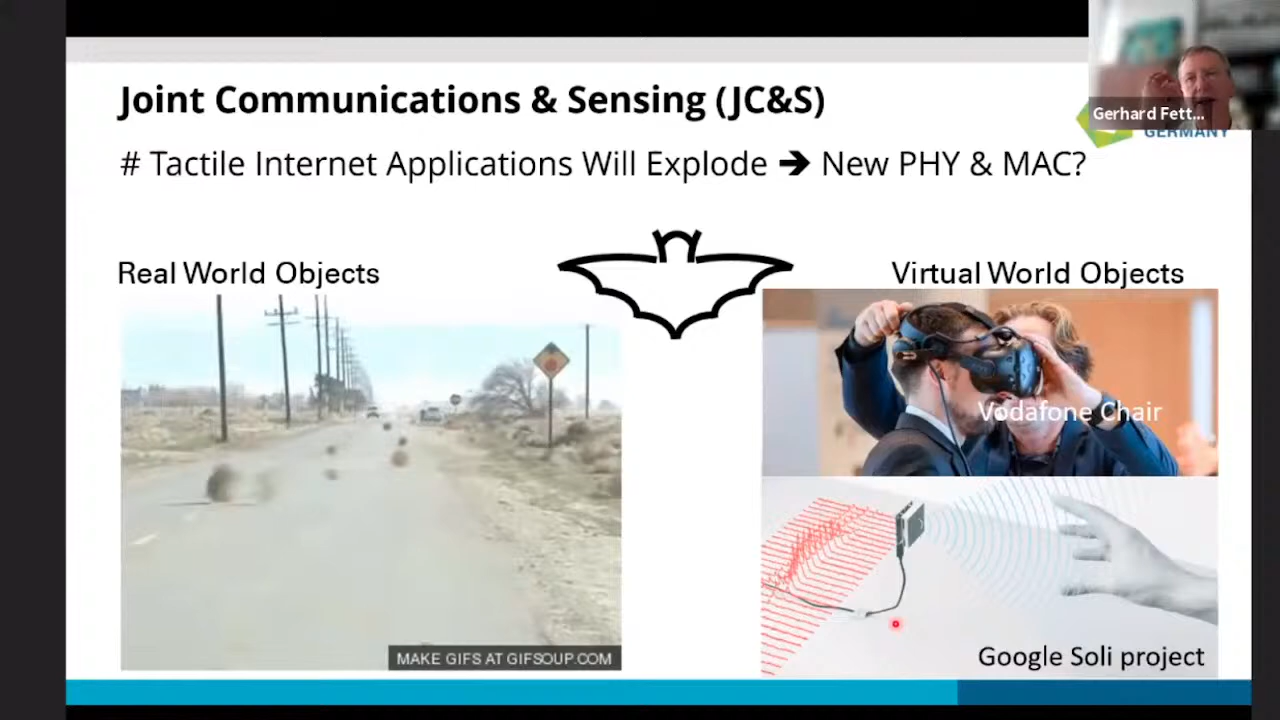 Joint Communications & Sensing (JC&S)
Gerhard Fett...
GERMANY
# Tactile Internet Applications Will Explode ➔ New PHY & MAC?
Real World Objects
Virtual World Objects
Vodafone Chair
MAKE GIFS AT GIFSOUP.COM
Google Soli project